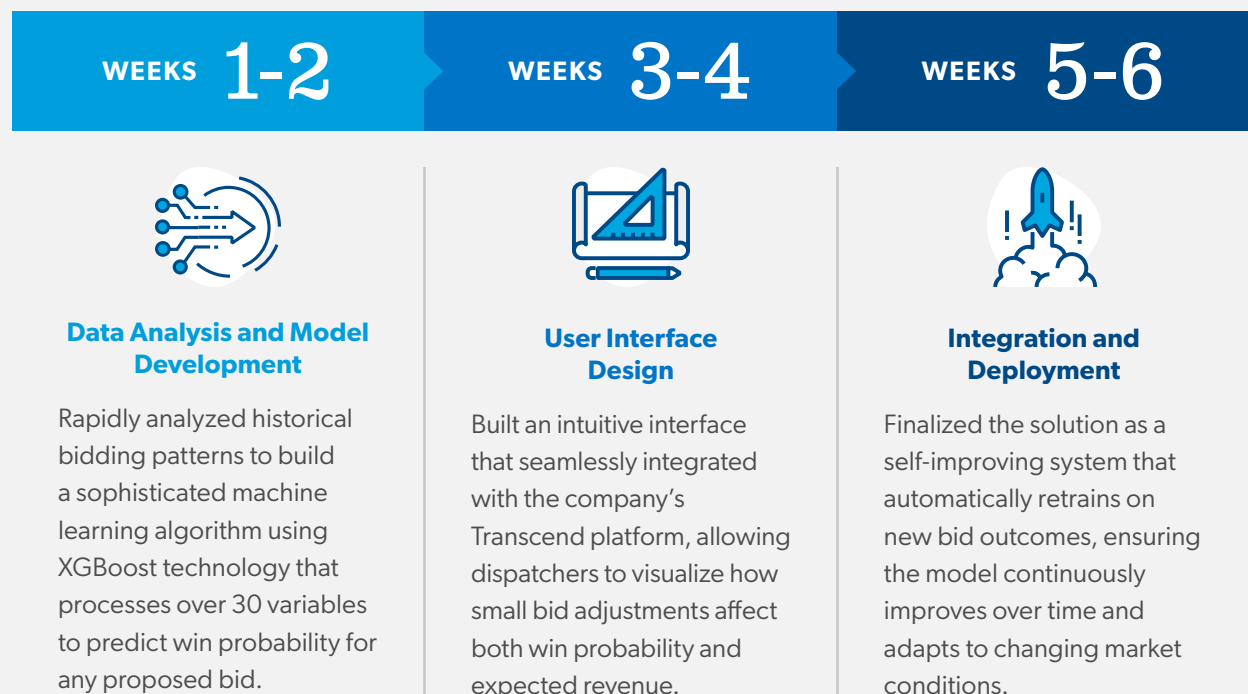 WEEKS 1-2
WEEKS 3-4
WEEKS 5-6
Data Analysis and Model
Development
Rapidly analyzed historical
bidding patterns to build
a sophisticated machine
learning algorithm using
XGBoost technology that
processes over 30 variables
to predict win probability for
any proposed bid.
User Interface
Design
Built an intuitive interface
that seamlessly integrated
with the company’s
Transcend platform, allowing
dispatchers to visualize how
small bid adjustments affect
both win probability and
expected revenue.
Integration and
Deployment
Finalized the solution as a
self-improving system that
automatically retrains on
new bid outcomes, ensuring
the model continuously
improves over time and
adapts to changing market
conditions.